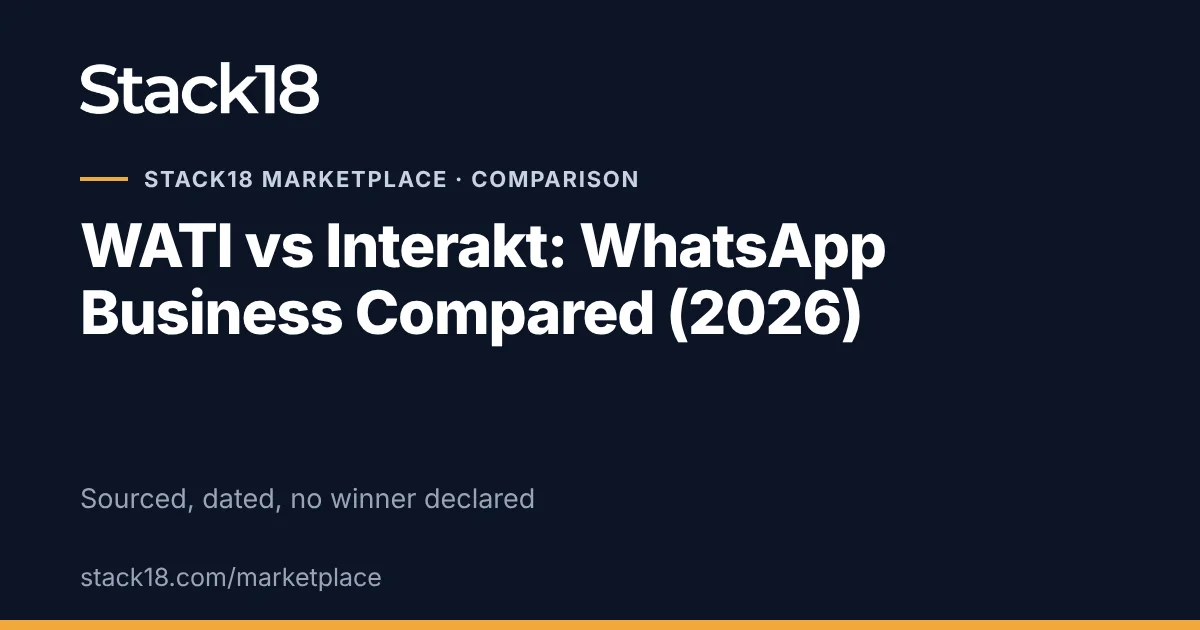 Stack18
STACK18 MARKETPLACE · COMPARISON
WATI vs Interakt: WhatsApp
Business Compared (2026)
Sourced, dated, no winner declared
stack18.com/marketplace